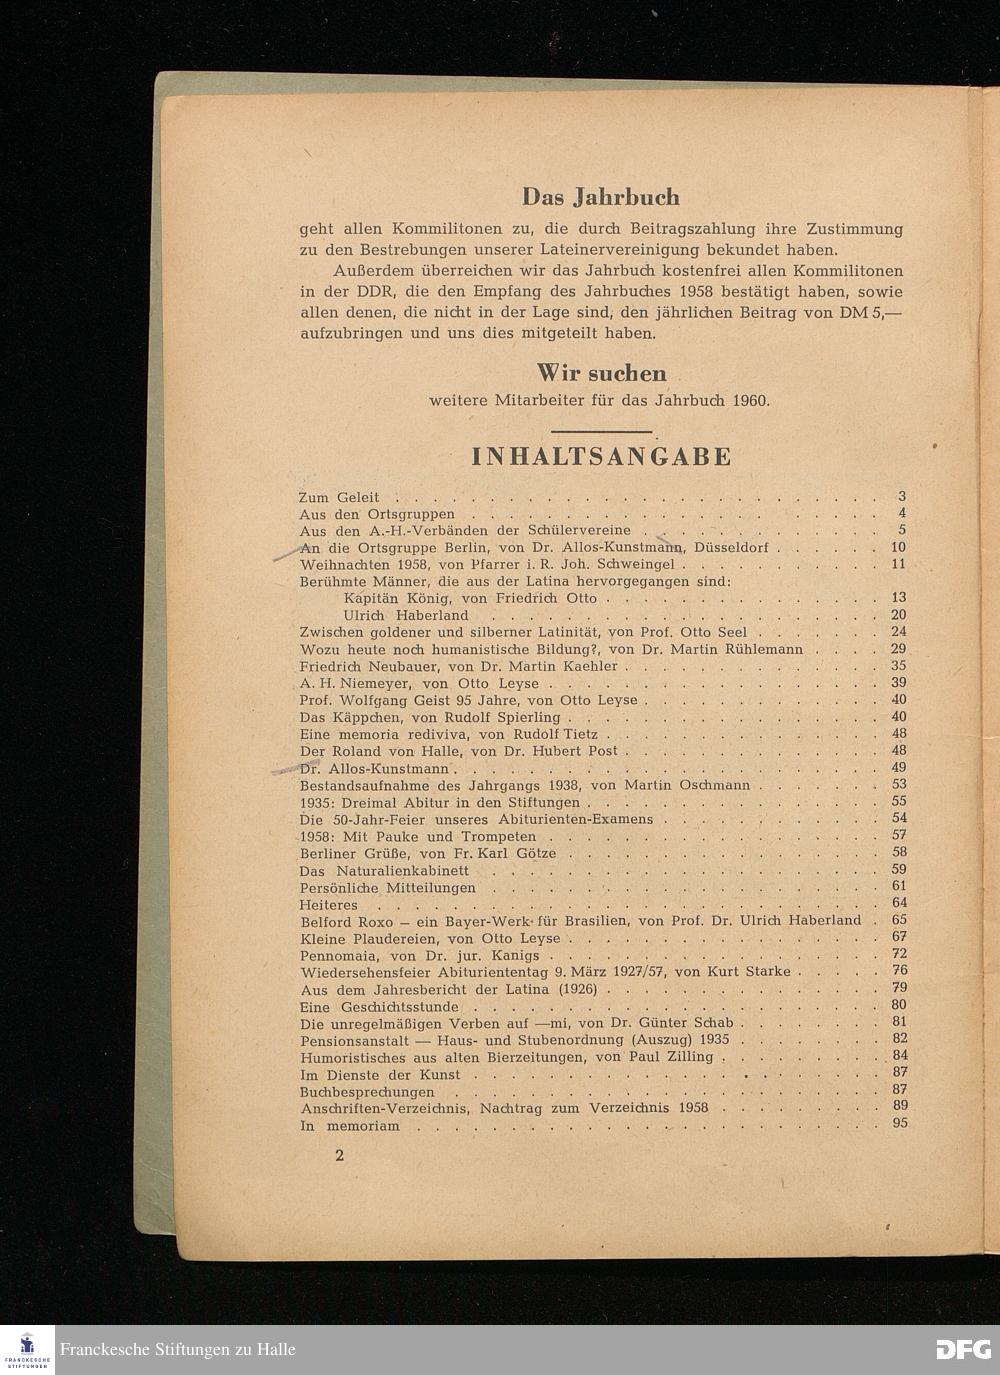 Das Jahrbuch
geht allen Kommilitonen zu, die durch Beitragszahlung ihre Zustimmung
zu den Bestrebungen unserer Lateinervereinigung bekundet haben.
Außerdem überreichen wir das Jahrbuch kostenfrei allen Kommilitonen
in der DDR, die den Empfang des Jahrbuches 1958 bestätigt haben, sowie
allen denen, die nicht in der Lage sind, den jährlichen Beitrag von DM 5,—
aufzubringen und uns dies mitgeteilt haben.
Wir suchen
weitere Mitarbeiter für das Jahrbuch 1960.
INHALTSANGABE
Zum Geleit . . . . . . . . . . 3
Aus den Ortsgruppen . . . . . . . . . . 4
Aus den A.-H.-Verbänden der Schülervereine . . . . . . . . . . 5
An die Ortsgruppe Berlin, von Dr. Allos-Kunstmann, Düsseldorf . . . . . . 10
Weihnachten 1958, von Pfarrer i. R. Joh. Schweingel . . . . . . . . . . 11
Berühmte Männer, die aus der Latina hervorgegangen sind:
Kapitän König, von Friedrich Otto . . . . . . . . . . 13
Ulrich Haberland . . . . . . . . . . 20
Zwischen goldener und silberner Latinität, von Prof. Otto Seel . . . . . . . 24
Wozu heute noch humanistische Bildung?, von Dr. Martin Rühlemann . . . . 29
Friedrich Neubauer, von Dr. Martin Kaehler . . . . . . . . . . 35
A. H. Niemeyer, von Otto Leyse . . . . . . . . . . 39
Prof. Wolfgang Geist 95 Jahre, von Otto Leyse . . . . . . . . . . 40
Das Käppchen, von Rudolf Spierling . . . . . . . . . . 40
Eine memoria rediviva, von Rudolf Tietz . . . . . . . . . . 48
Der Roland von Halle, von Dr. Hubert Post . . . . . . . . . . 48
Dr. Allos-Kunstmann . . . . . . . . . . 49
Bestandsaufnahme des Jahrgangs 1938, von Martin Oschmann . . . . . . . 53
1935: Dreimal Abitur in den Stiftungen . . . . . . . . . . 55
Die 50-Jahr-Feier unseres Abiturienten-Examens . . . . . . . . . . 54
1958: Mit Pauke und Trompeten . . . . . . . . . . 57
Berliner Grüße, von Fr. Karl Götze . . . . . . . . . . 58
Das Naturalienkabinett . . . . . . . . . . 59
Persönliche Mitteilungen . . . . . . . . . . 61
Heiteres . . . . . . . . . . 64
Belford Roxo — ein Bayer-Werk für Brasilien, von Prof. Dr. Ulrich Haberland . 65
Kleine Plaudereien, von Otto Leyse . . . . . . . . . . 67
Pennomaia, von Dr. jur. Kanigs . . . . . . . . . . 72
Wiedersehensfeier Abituriententag 9. März 1927/57, von Kurt Starke . . . . . 76
Aus dem Jahresbericht der Latina (1926) . . . . . . . . . . 79
Eine Geschichtsstunde . . . . . . . . . . 80
Die unregelmäßigen Verben auf —mi, von Dr. Günter Schab . . . . . . . . 81
Pensionsanstalt — Haus- und Stubenordnung (Auszug) 1935 . . . . . . . . 82
Humoristisches aus alten Bierzeitungen, von Paul Zilling . . . . . . . . . 84
Im Dienste der Kunst . . . . . . . . . . 87
Buchbesprechungen . . . . . . . . . . 87
Anschriften-Verzeichnis, Nachtrag zum Verzeichnis 1958 . . . . . . . . . 89
In memoriam . . . . . . . . . . 95
2
FRANCKESCHE
STIFTUNGEN
Franckesche Stiftungen zu Halle
DFG